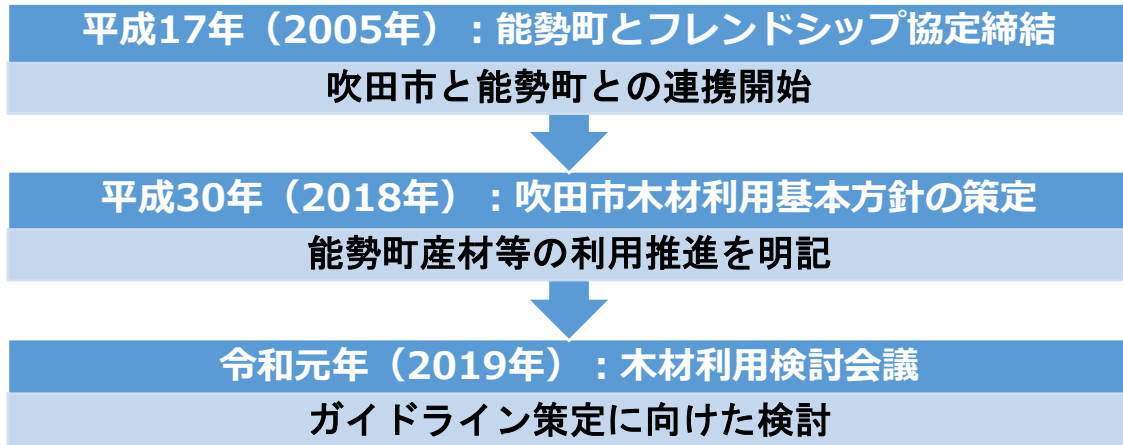 平成17年（2005年）：能勢町とフレンドシップ協定締結
吹田市と能勢町との連携開始
平成30年（2018年）：吹田市木材利用基本方針の策定
能勢町産材等の利用推進を明記
令和元年（2019年）：木材利用検討会議
ガイドライン策定に向けた検討